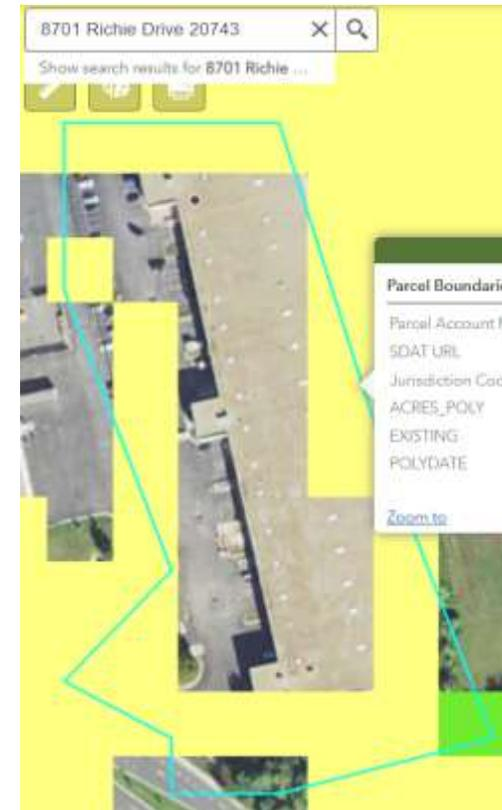 8701 Richie Drive 20743
Show search results for 8701 Richie ...
Parcel Boundarie
Parcel Account
SDAT URL
Jurisdiction Cod
ACRES_POLY
EXISTING
POLYDATE
Zoom to